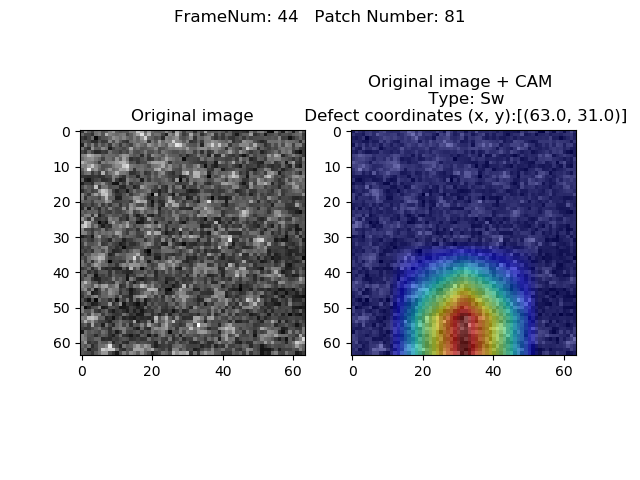 FrameNum: 44   Patch Number: 81
Original image
0
10
20
30
40
50
60
0 20 40 60
Original image + CAM
Type: Sw
Defect coordinates (x, y):[(63.0, 31.0)]
0
10
20
30
40
50
60
0 20 40 60